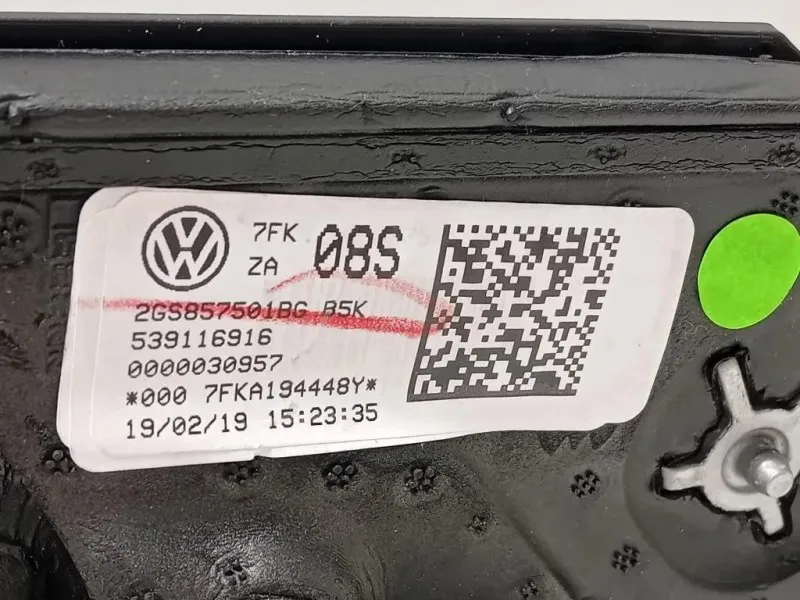 7FK 08S
ZA
2GS857501BG B5K
539116916
0000030957
*000 7FKA194448Y*
19/02/19 15:23:35